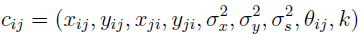 c_{ij} = (x_{ij}, y_{ij}, x_{ji}, y_{ji}, σ_x^2, σ_y^2, σ_s^2, θ_{ij}, k)